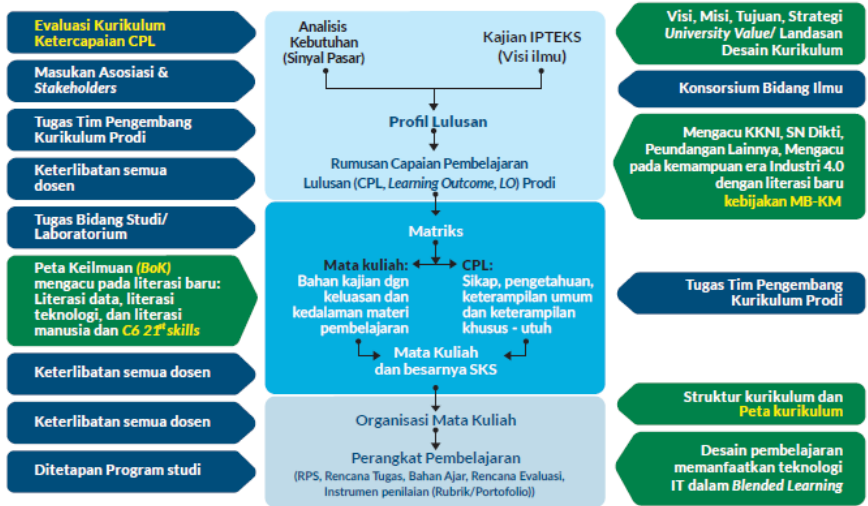 Evaluasi Kurikulum
Ketercapaian CPL
Masukan Asosiasi &
Stakeholders
Tugas Tim Pengembang
Kurikulum Prodi
Keterlibatan semua
dosen
Tugas Bidang Studi/
Laboratorium
Peta Keilmuan (BoK)
mengacu pada literasi baru:
Literasi data, literasi
teknologi, dan literasi
manusia dan C6 21st skills
Keterlibatan semua dosen
Keterlibatan semua dosen
Ditetapan Program studi
Analisis
Kebutuhan
(Sinyal Pasar)
Kajian IPTEKS
(Visi ilmu)
Profil Lulusan
Rumusan Capaian Pembelajaran
Lulusan (CPL, Learning Outcome, LO) Prodi
Matriks
Mata kuliah:
Bahan kajian dgn
keluasan dan
kedalaman materi
pembelajaran
CPL:
Sikap, pengetahuan,
keterampilan umum
dan keterampilan
khusus - utuh
Mata Kuliah
dan besarnya SKS
Organisasi Mata Kuliah
Perangkat Pembelajaran
(RPS, Rencana Tugas, Bahan Ajar, Rencana Evaluasi,
Instrumen penilaian (Rubrik/Portofolio))
Visi, Misi, Tujuan, Strategi
University Value/ Landasan
Desain Kurikulum
Konsorsium Bidang Ilmu
Mengacu KKNI, SN Dikti,
Peundangan Lainnya, Mengacu
pada kemampuan era Industri 4.0
dengan literasi baru
kebijakan MB-KM
Tugas Tim Pengembang
Kurikulum Prodi
Struktur kurikulum dan
Peta kurikulum
Desain pembelajaran
memanfaatkan teknologi
IT dalam Blended Learning